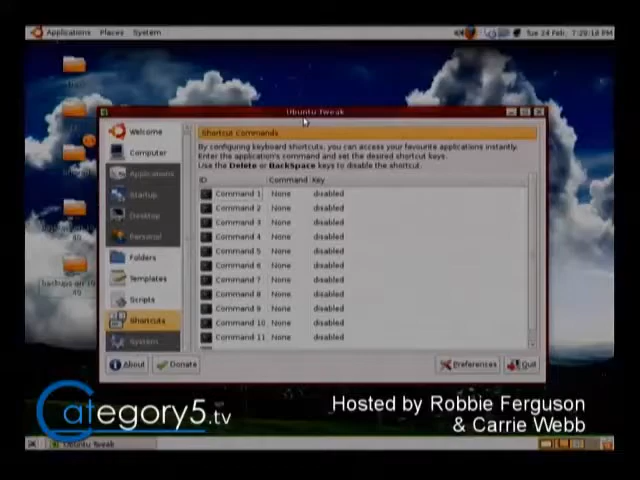 Applications Places System Tue 24 Feb, 7:29:18 PM
Ubuntu Tweak
Welcome
Computer
Applications
Startup
Desktop
Personal
Folders
Templates
Scripts
Shortcuts
System
Shortcut Commands
By configuring keyboard shortcuts, you can access your favourite applications instantly.
Enter the application's command and set the desired shortcut keys.
Use the Delete or BackSpace keys to disable the shortcut.
ID Command Key
Command 1 None disabled
Command 2 None disabled
Command 3 None disabled
Command 4 None disabled
Command 5 None disabled
Command 6 None disabled
Command 7 None disabled
Command 8 None disabled
Command 9 None disabled
Command 10 None disabled
Command 11 None disabled
About Donate Preferences Quit
Category5.tv
Hosted by Robbie Ferguson
& Carrie Webb
Ubuntu Tweak